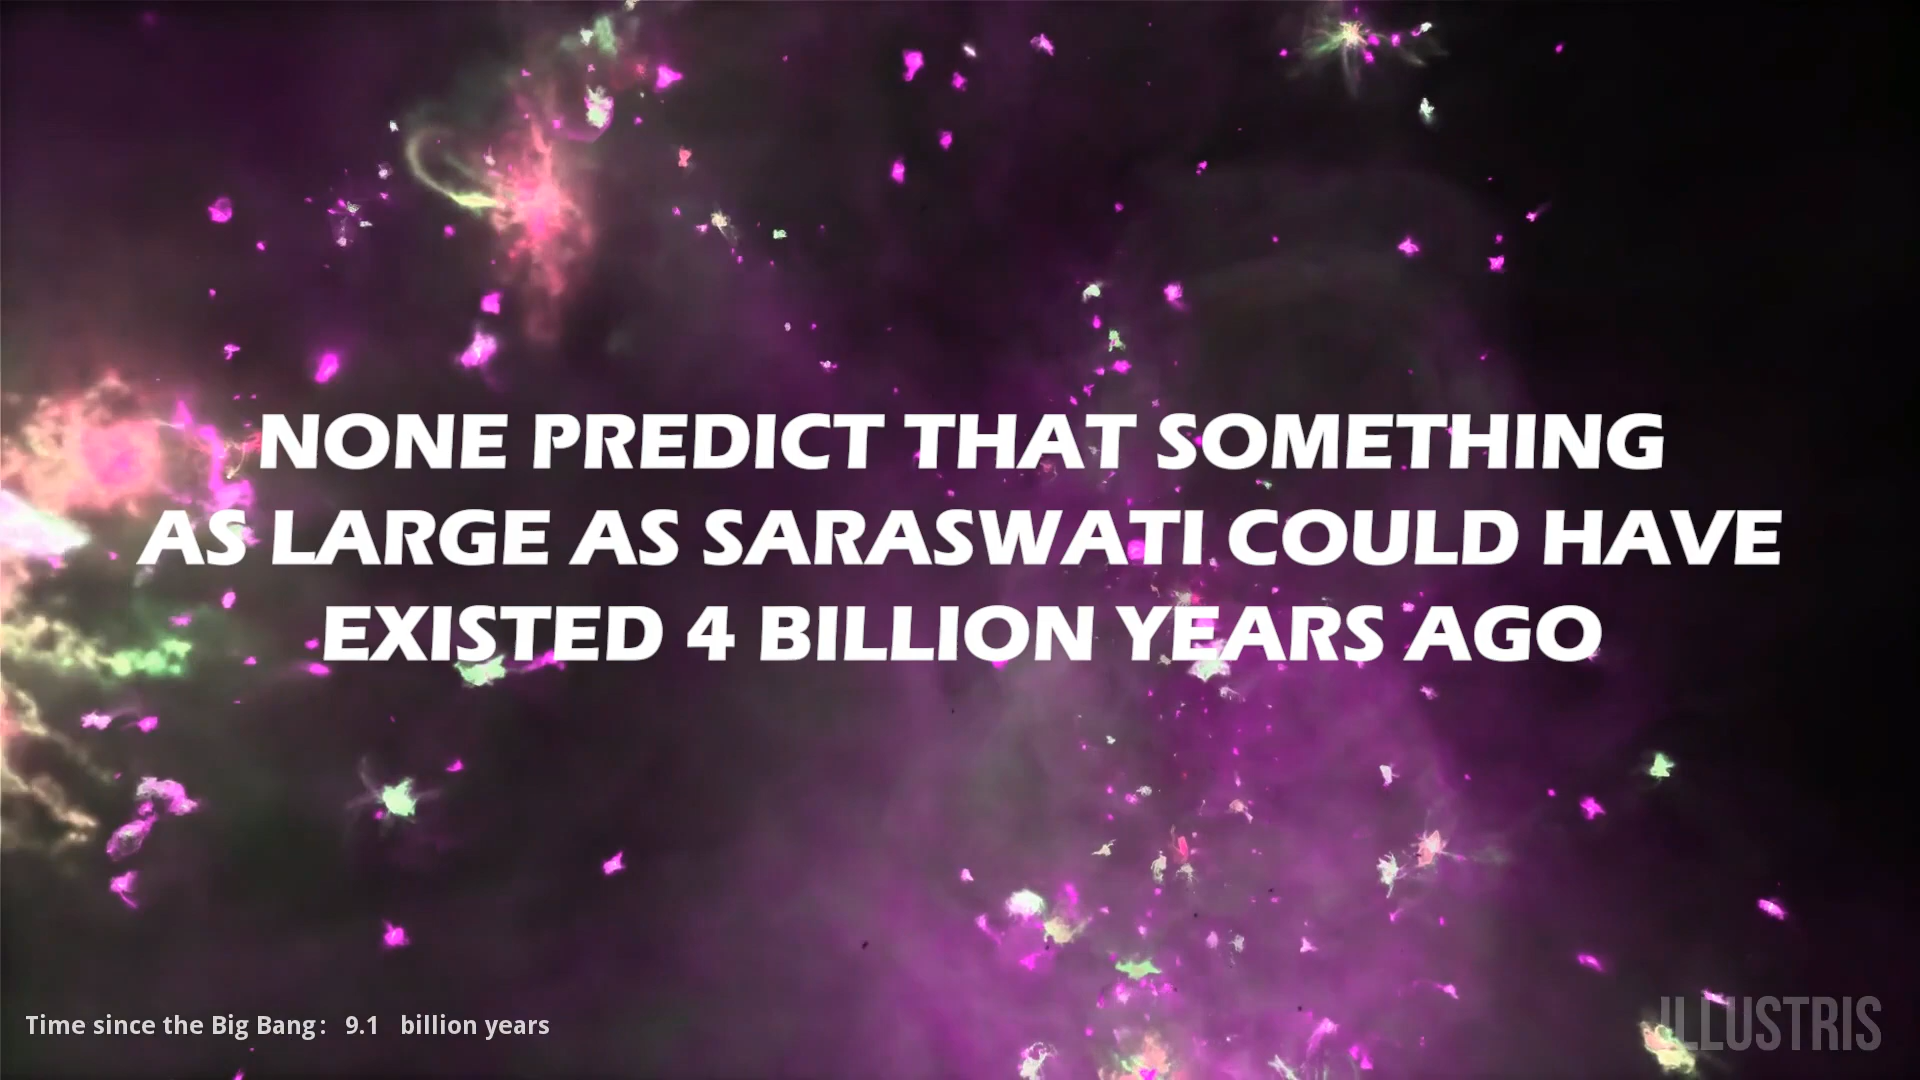 NONE PREDICT THAT SOMETHING
AS LARGE AS SARASWATI COULD HAVE
EXISTED 4 BILLION YEARS AGO
Time since the Big Bang: 9.1 billion years
ILLUSTRIS